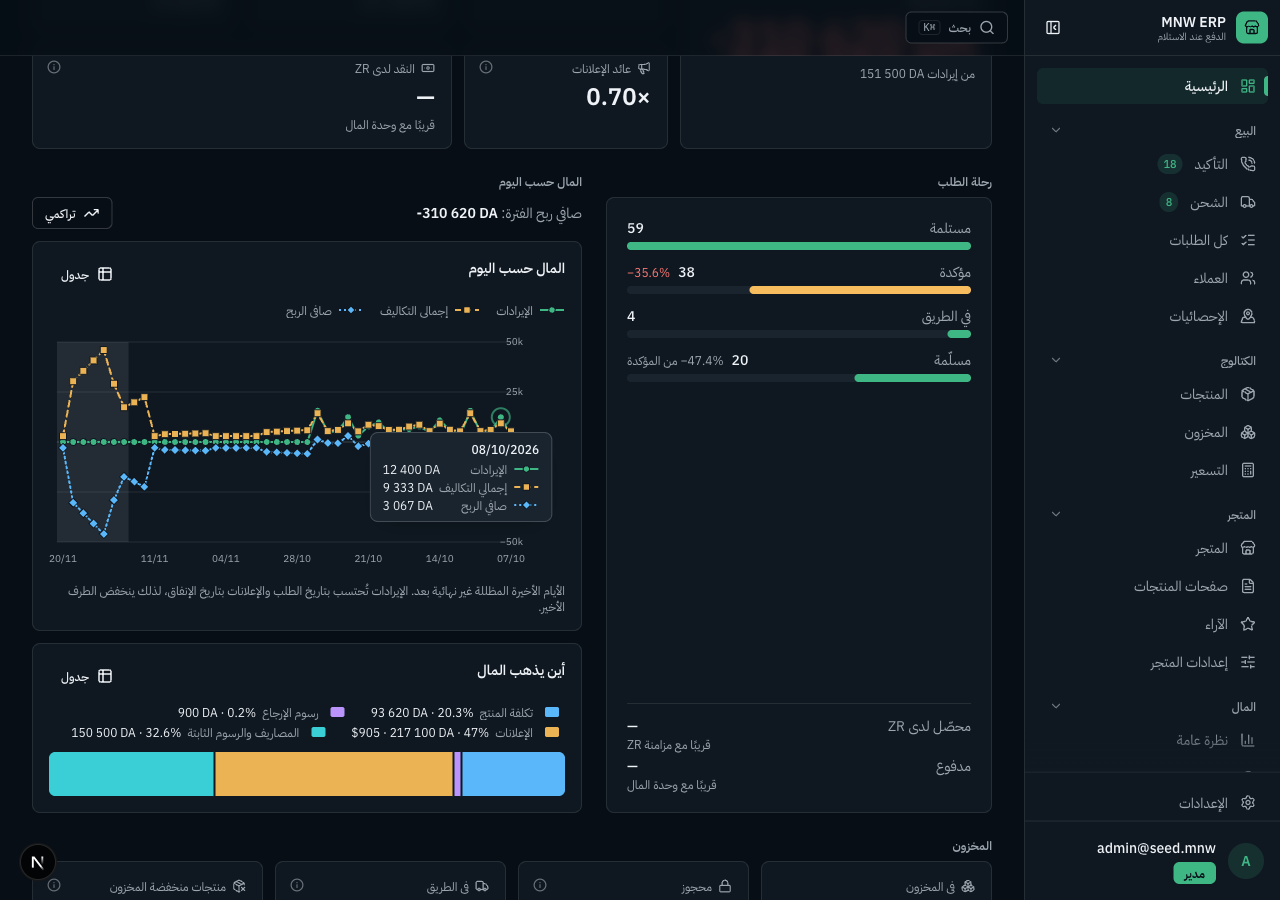 MNW ERP
الدفع عند الاستلام
بحث
⌘K
الرئيسية
البيع
التأكيد 18
الشحن 8
كل الطلبات
العملاء
الإحصائيات
الكتالوج
المنتجات
المخزون
التسعير
المتجر
المتجر
صفحات المنتجات
الآراء
إعدادات المتجر
المال
نظرة عامة
الإعدادات
A
admin@seed.mnw
مدير
من إيرادات 151 500 DA
عائد الإعلانات
0.70×
النقد لدى ZR
—
قريبًا مع وحدة المال
رحلة الطلب
مستلمة 59
مؤكدة 38 −35.6%
في الطريق 4
مسلّمة 20 −47.4% من المؤكدة
محصّل لدى ZR —
قريبًا مع مزامنة ZR
مدفوع —
قريبًا مع وحدة المال
المال حسب اليوم
صافي ربح الفترة: -310 620 DA
تراكمي
المال حسب اليوم
جدول
الإيرادات إجمالي التكاليف صافي الربح
50k
25k
−50k
08/10/2026
الإيرادات 12 400 DA
إجمالي التكاليف 9 333 DA
صافي الربح 3 067 DA
20/11 11/11 04/11 28/10 21/10 14/10 07/10
الأيام الأخيرة المظللة غير نهائية بعد. الإيرادات تُحتسب بتاريخ الطلب والإعلانات بتاريخ الإنفاق، لذلك ينخفض الطرف
الأخير.
أين يذهب المال
جدول
تكلفة المنتج 93 620 DA · 20.3% رسوم الإرجاع 900 DA · 0.2%
الإعلانات $905 · 217 100 DA · 47% المصاريف والرسوم الثابتة 150 500 DA · 32.6%
المخزون
في المخزون
محجوز
في الطريق
منتجات منخفضة المخزون
N